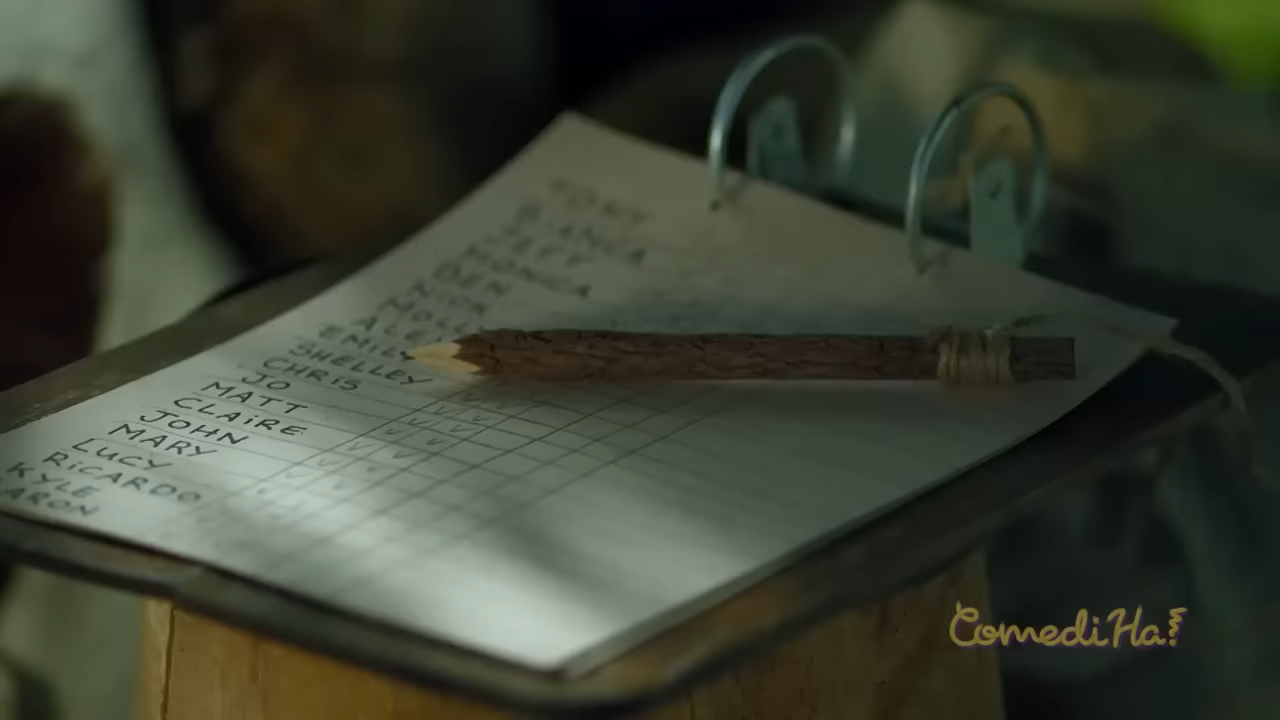 TONY
BIANCA
JEFF
MONICA
BEN
NICK
MOLLY
ALEX
EMILY
SHELLEY
CHRIS
JO
MATT
CLAiRE
JOHN
MARY
LUCY
RiCARDO
KYLE
ARON
ComediHa!